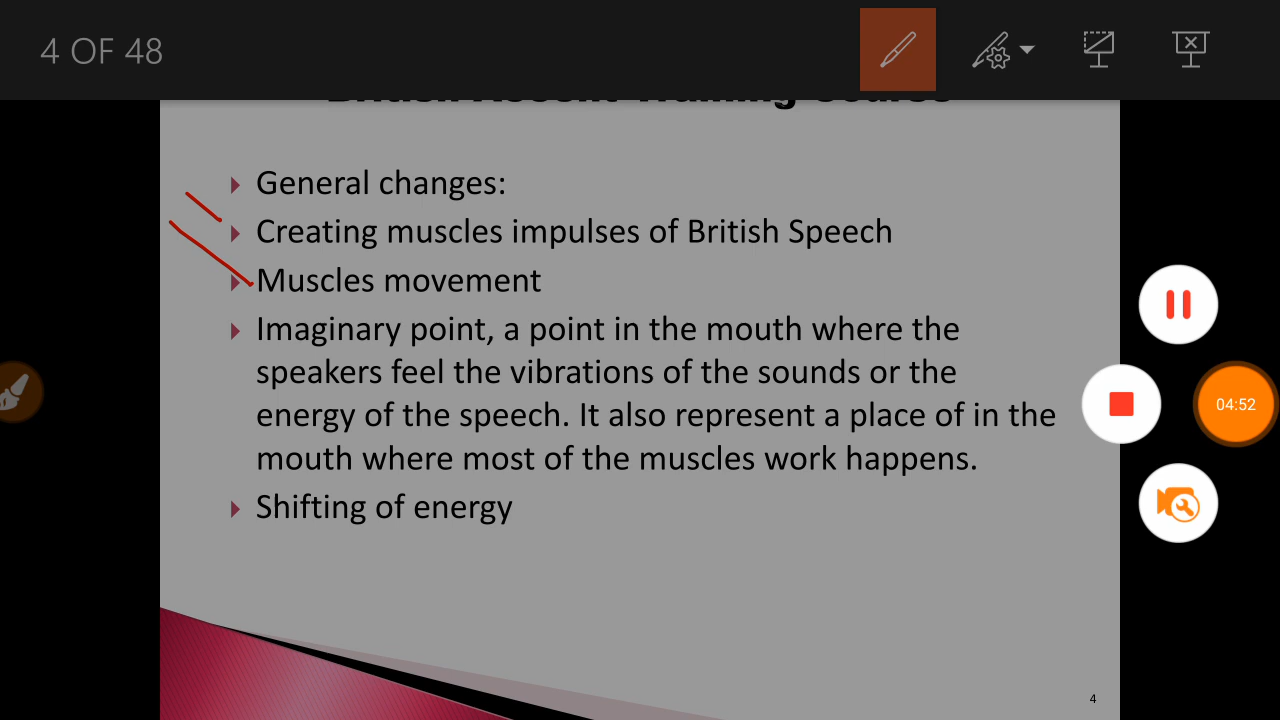 4 OF 48
British Accent Training Course
General changes:
Creating muscles impulses of British Speech
Muscles movement
Imaginary point, a point in the mouth where the
speakers feel the vibrations of the sounds or the
energy of the speech. It also represent a place of in the
mouth where most of the muscles work happens.
Shifting of energy
04:52
4